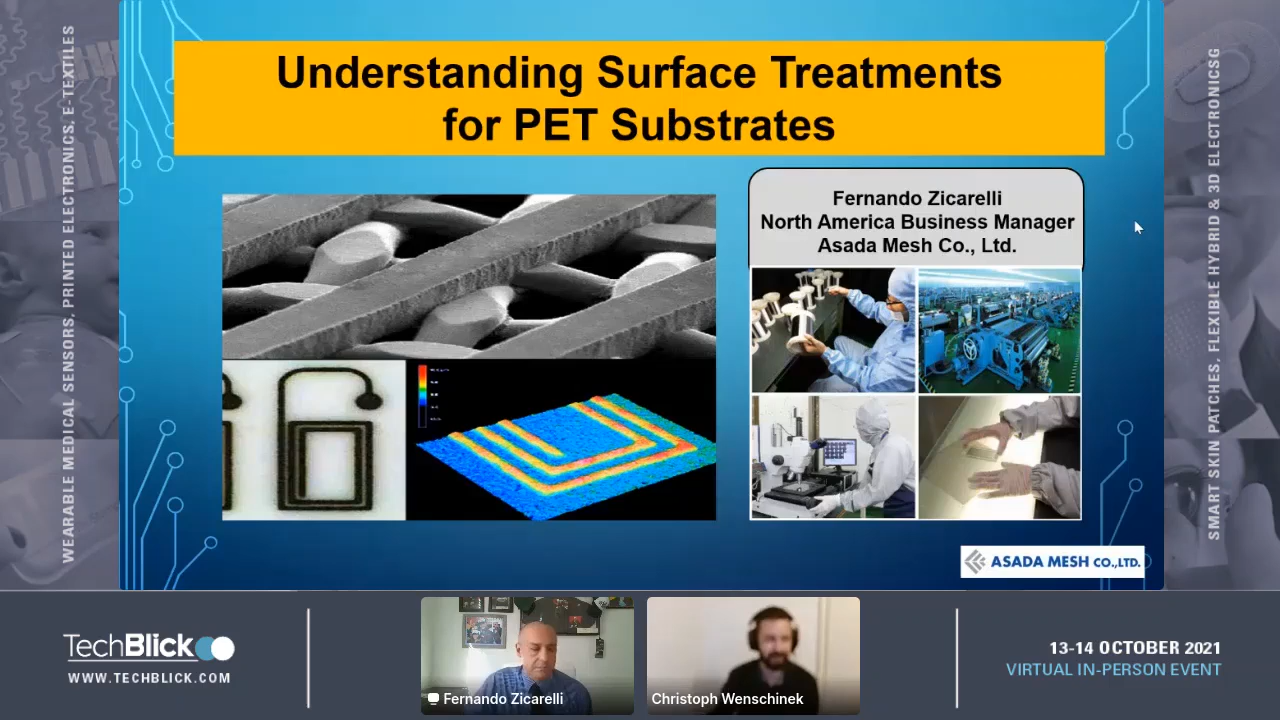 Understanding Surface Treatments
for PET Substrates
Fernando Zicarelli
North America Business Manager
Asada Mesh Co., Ltd.
ASADA MESH CO.,LTD.
WEARABLE MEDICAL SENSORS, PRINTED ELECTRONICS, E-TEXTILES
SMART SKIN PATCHES, FLEXIBLE HYBRID & 3D ELECTRONICSG
TechBlick
WWW.TECHBLICK.COM
Fernando Zicarelli
Christoph Wenschinek
13-14 OCTOBER 2021
VIRTUAL IN-PERSON EVENT